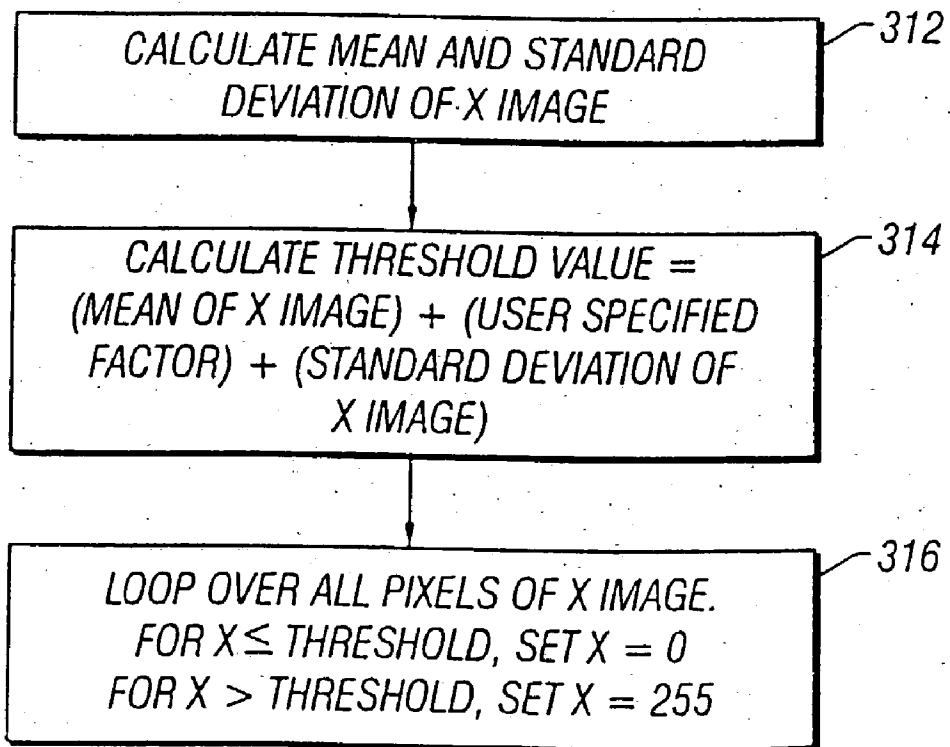 CALCULATE MEAN AND STANDARD
DEVIATION OF X IMAGE
312
CALCULATE THRESHOLD VALUE =
(MEAN OF X IMAGE) + (USER SPECIFIED
FACTOR) + (STANDARD DEVIATION OF
X IMAGE)
314
LOOP OVER ALL PIXELS OF X IMAGE.
FOR X ≤ THRESHOLD, SET X = 0
FOR X > THRESHOLD, SET X = 255
316